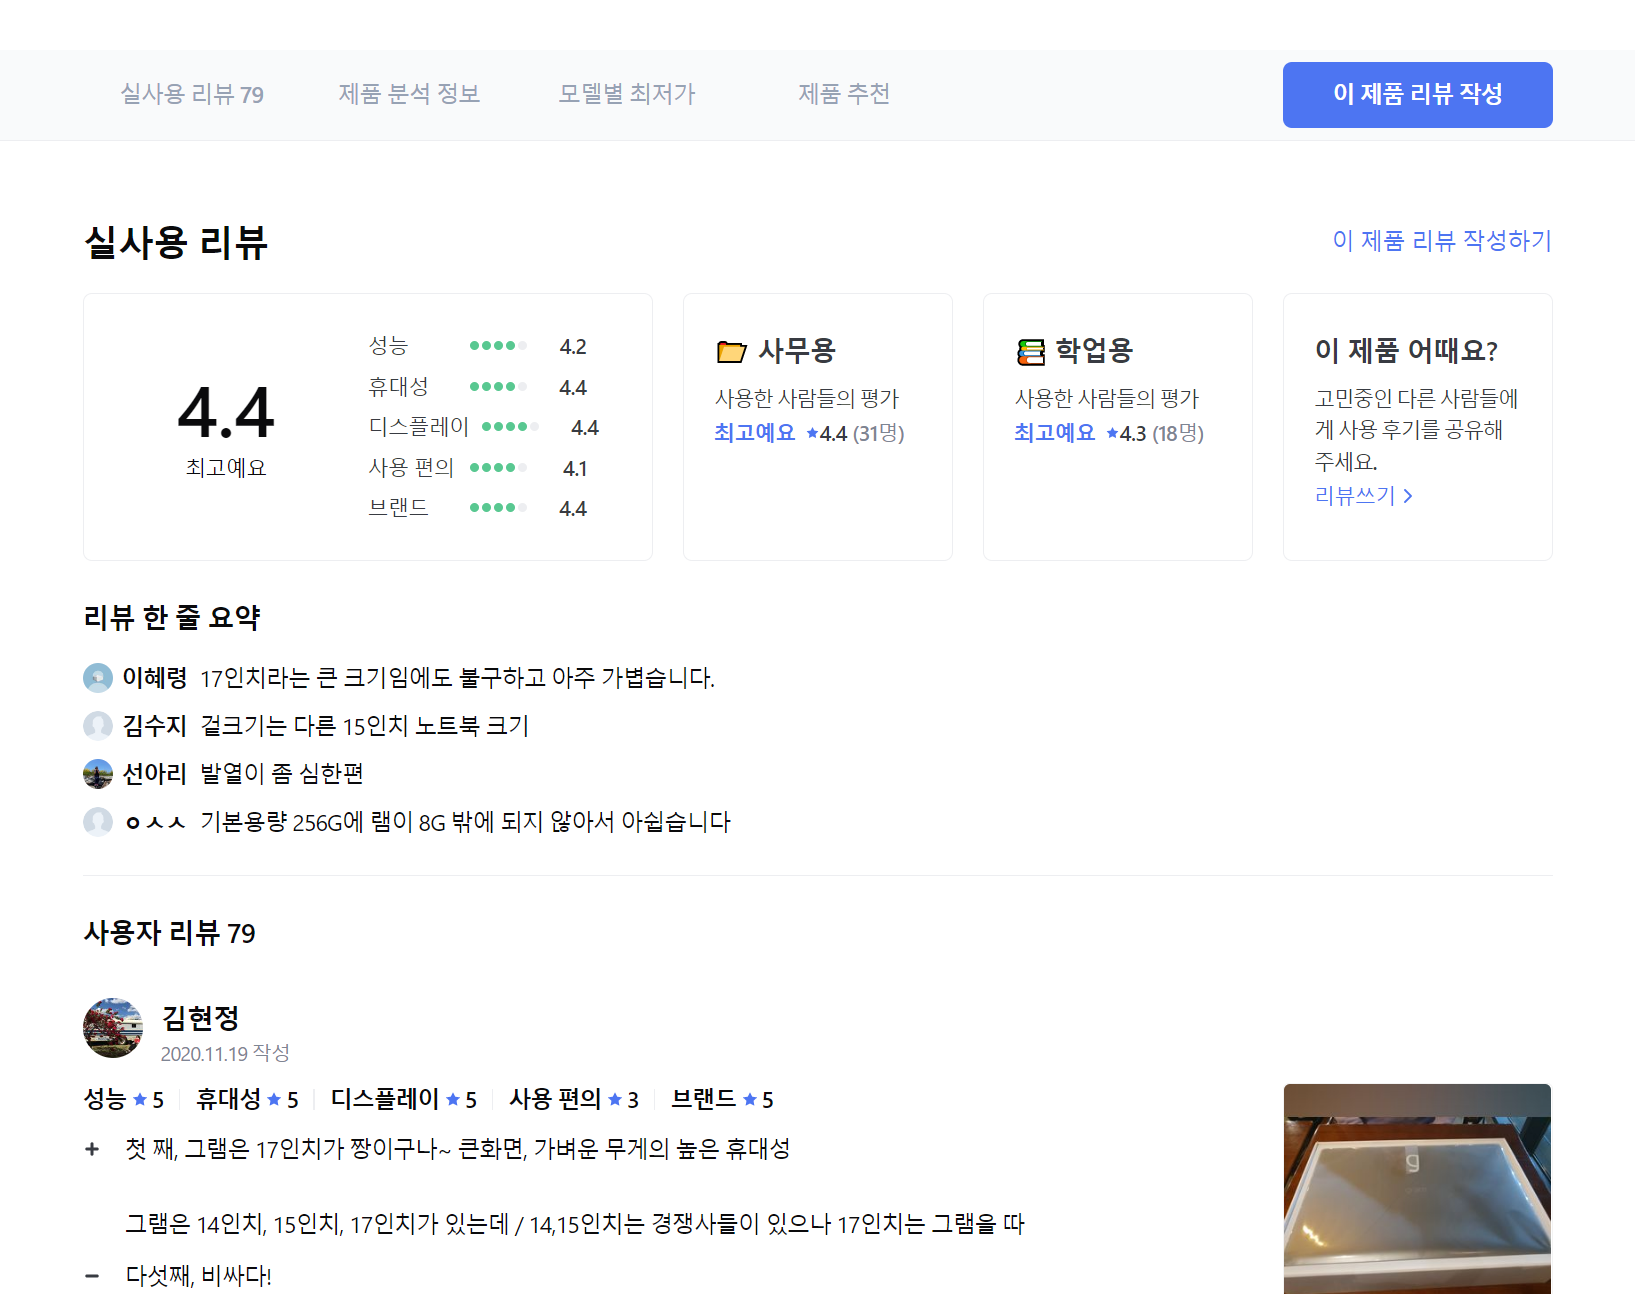 실사용 리뷰 79 제품 분석 정보 모델별 최저가 제품 추천 이 제품 리뷰 작성
실사용 리뷰 이 제품 리뷰 작성하기
4.4
최고예요
성능 4.2
휴대성 4.4
디스플레이 4.4
사용 편의 4.1
브랜드 4.4
사무용
사용한 사람들의 평가
최고예요 4.4 (31명)
학업용
사용한 사람들의 평가
최고예요 4.3 (18명)
이 제품 어때요?
고민중인 다른 사람들에
게 사용 후기를 공유해
주세요.
리뷰쓰기 >
리뷰 한 줄 요약
이혜령 17인치라는 큰 크기임에도 불구하고 아주 가볍습니다.
김수지 겉크기는 다른 15인치 노트북 크기
선아리 발열이 좀 심한편
ㅇㅅㅅ 기본용량 256G에 램이 8G 밖에 되지 않아서 아쉽습니다
사용자 리뷰 79
김현정
2020.11.19 작성
성능 ★ 5 휴대성 ★ 5 디스플레이 ★ 5 사용 편의 ★ 3 브랜드 ★ 5
+ 첫 째, 그램은 17인치가 짱이구나~ 큰화면, 가벼운 무게의 높은 휴대성
그램은 14인치, 15인치, 17인치가 있는데 / 14,15인치는 경쟁사들이 있으나 17인치는 그램을 따
− 다섯째, 비싸다!
g